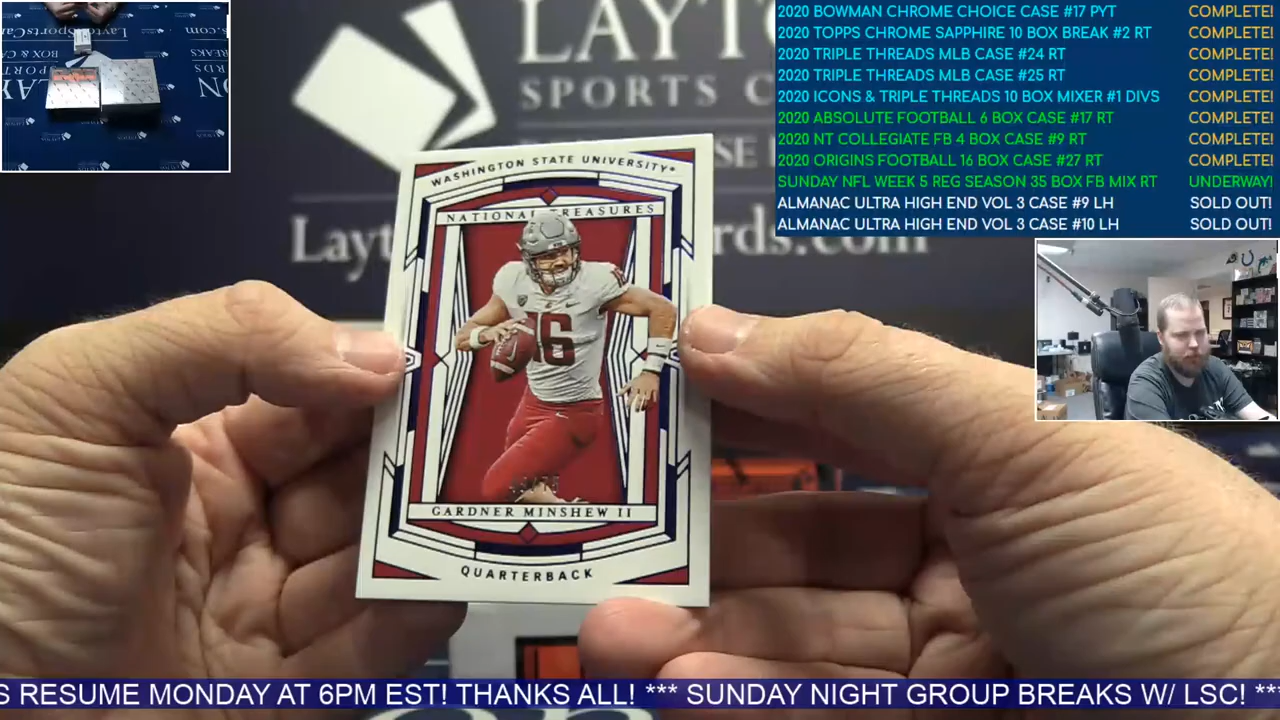 2020 BOWMAN CHROME CHOICE CASE #17 PYT COMPLETE!
2020 TOPPS CHROME SAPPHIRE 10 BOX BREAK #2 RT COMPLETE!
2020 TRIPLE THREADS MLB CASE #24 RT COMPLETE!
2020 TRIPLE THREADS MLB CASE #25 RT COMPLETE!
2020 ICONS & TRIPLE THREADS 10 BOX MIXER #1 DIVS COMPLETE!
2020 ABSOLUTE FOOTBALL 6 BOX CASE #17 RT COMPLETE!
2020 NT COLLEGIATE FB 4 BOX CASE #9 RT COMPLETE!
2020 ORIGINS FOOTBALL 16 BOX CASE #27 RT COMPLETE!
SUNDAY NFL WEEK 5 REG SEASON 35 BOX FB MIX RT UNDERWAY!
ALMANAC ULTRA HIGH END VOL 3 CASE #9 LH SOLD OUT!
ALMANAC ULTRA HIGH END VOL 3 CASE #10 LH SOLD OUT!
LAYTO
SPORTS C
Layt
rds.com
WASHINGTON STATE UNIVERSITY
NATIONAL TREASURES
16
GARDNER MINSHEW II
QUARTERBACK
S RESUME MONDAY AT 6PM EST! THANKS ALL! *** SUNDAY NIGHT GROUP BREAKS W/ LSC! **